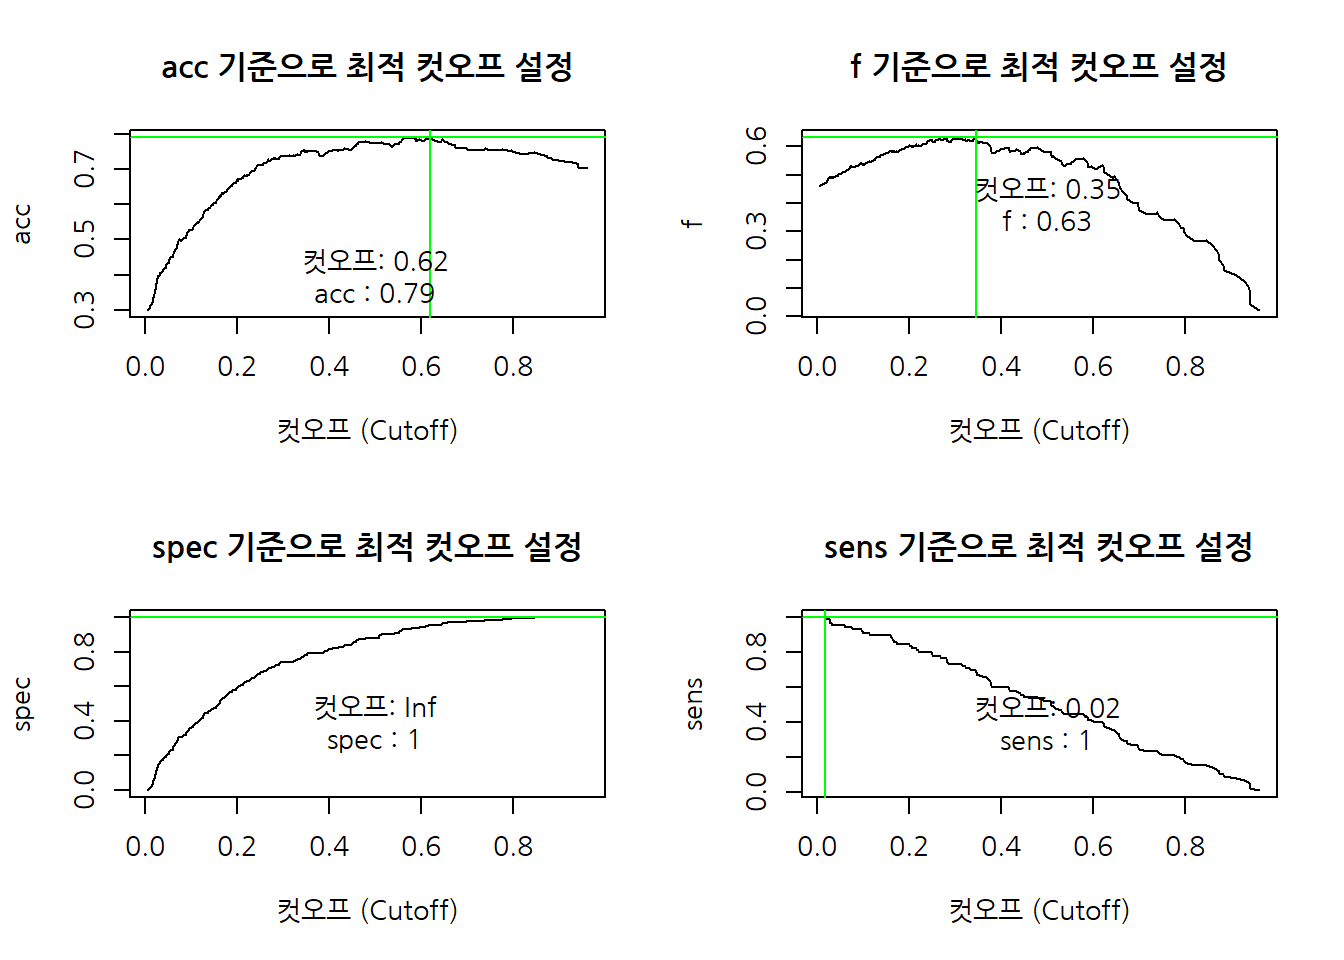 acc 기준으로 최적 컷오프 설정
acc
0.3 0.5 0.7
컷오프: 0.62
acc : 0.79
0.0 0.2 0.4 0.6 0.8
컷오프 (Cutoff)
f 기준으로 최적 컷오프 설정
f
0.0 0.3 0.6
컷오프: 0.35
f : 0.63
0.0 0.2 0.4 0.6 0.8
컷오프 (Cutoff)
spec 기준으로 최적 컷오프 설정
spec
0.0 0.4 0.8
컷오프: Inf
spec : 1
0.0 0.2 0.4 0.6 0.8
컷오프 (Cutoff)
sens 기준으로 최적 컷오프 설정
sens
0.0 0.4 0.8
컷오프: 0.02
sens : 1
0.0 0.2 0.4 0.6 0.8
컷오프 (Cutoff)